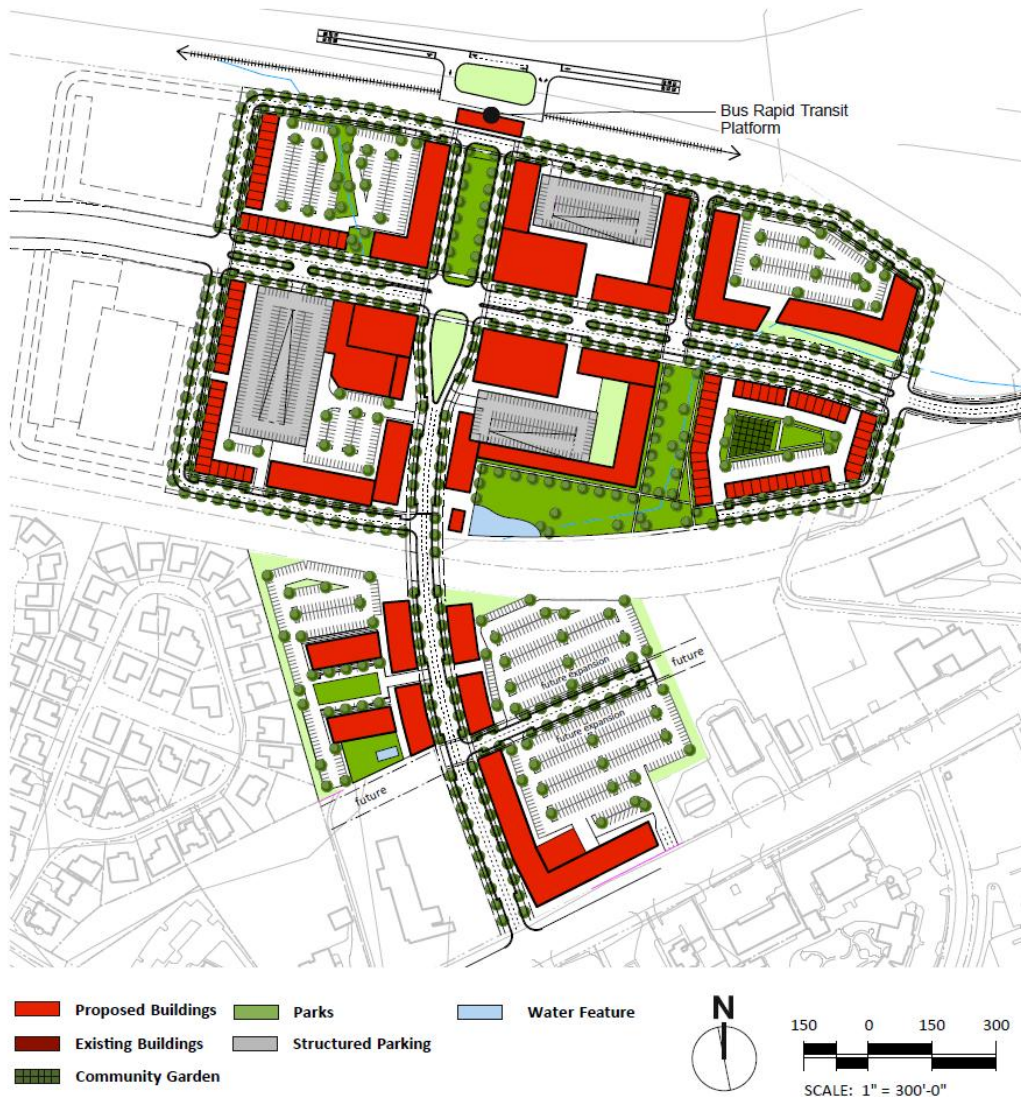 Bus Rapid Transit
Platform
future expansion
future
future expansion
future
Proposed Buildings
Parks
Water Feature
Existing Buildings
Structured Parking
Community Garden
N
150 0 150 300
SCALE: 1" = 300'-0"